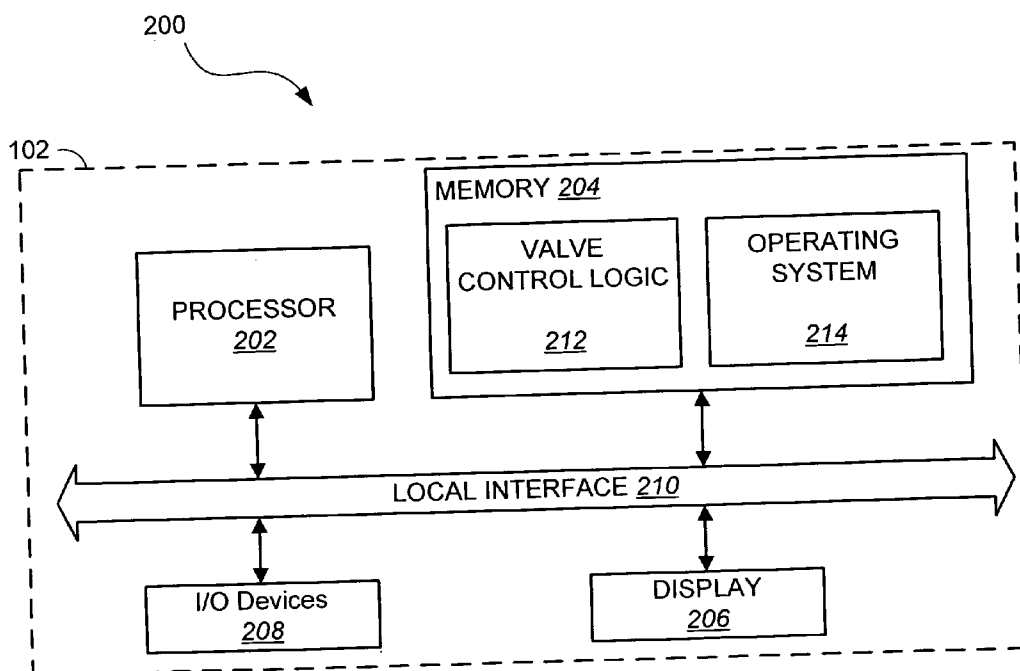 200
102
MEMORY 204
VALVE
CONTROL LOGIC
212
OPERATING
SYSTEM
214
PROCESSOR
202
LOCAL INTERFACE 210
I/O Devices
208
DISPLAY
206